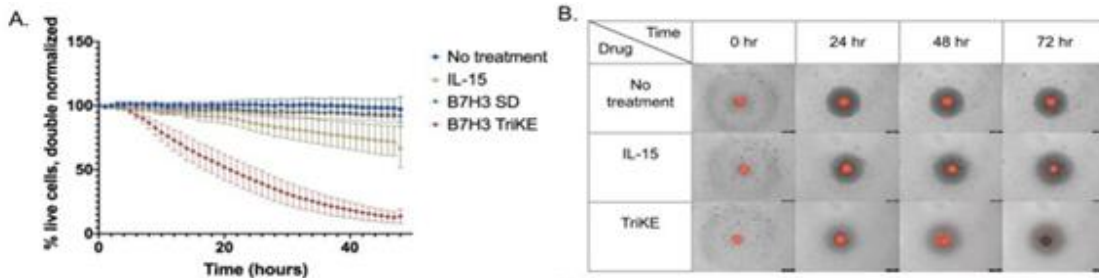 A.
% live cells, double normalized
150
100
50
0
0
20
40
Time (hours)
No treatment
IL-15
B7H3 SD
B7H3 TriKE
B.
Time
Drug
0 hr
24 hr
48 hr
72 hr
No
treatment
IL-15
TriKE